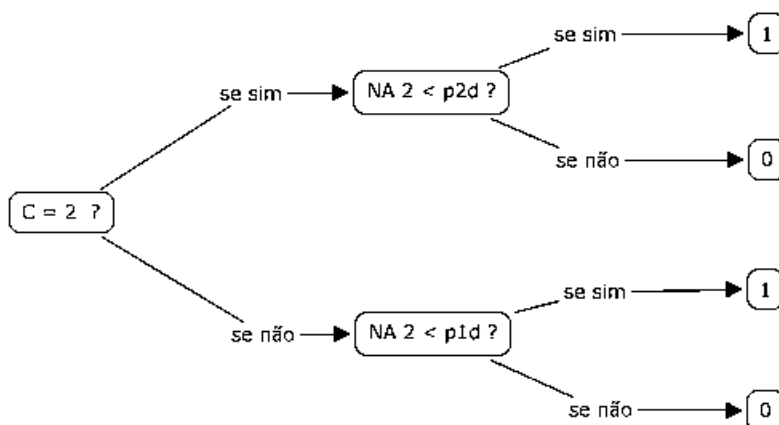 C = 2 ?
se sim
NA 2 < p2d ?
se sim
1
se não
0
se não
NA 2 < p1d ?
se sim
1
se não
0